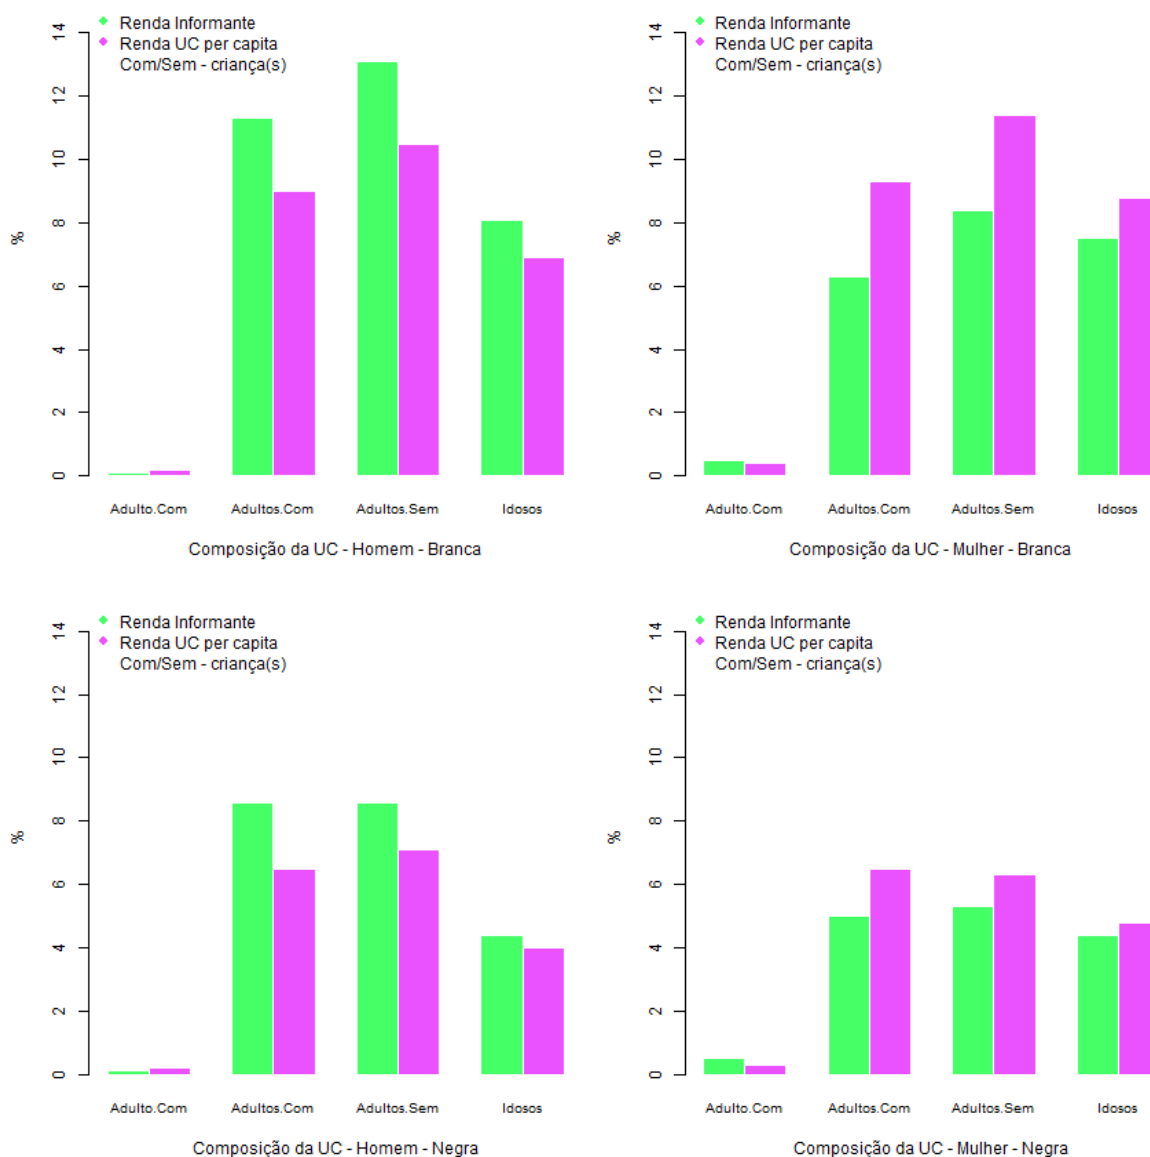 Renda Informante
Renda UC per capita
Com/Sem - criança(s)
14
12
10
8
6
4
2
0
%
Adulto.Com Adultos.Com Adultos.Sem Idosos
Composição da UC - Homem - Branca
Renda Informante
Renda UC per capita
Com/Sem - criança(s)
14
12
10
8
6
4
2
0
%
Adulto.Com Adultos.Com Adultos.Sem Idosos
Composição da UC - Mulher - Branca
Renda Informante
Renda UC per capita
Com/Sem - criança(s)
14
12
10
8
6
4
2
0
%
Adulto.Com Adultos.Com Adultos.Sem Idosos
Composição da UC - Homem - Negra
Renda Informante
Renda UC per capita
Com/Sem - criança(s)
14
12
10
8
6
4
2
0
%
Adulto.Com Adultos.Com Adultos.Sem Idosos
Composição da UC - Mulher - Negra